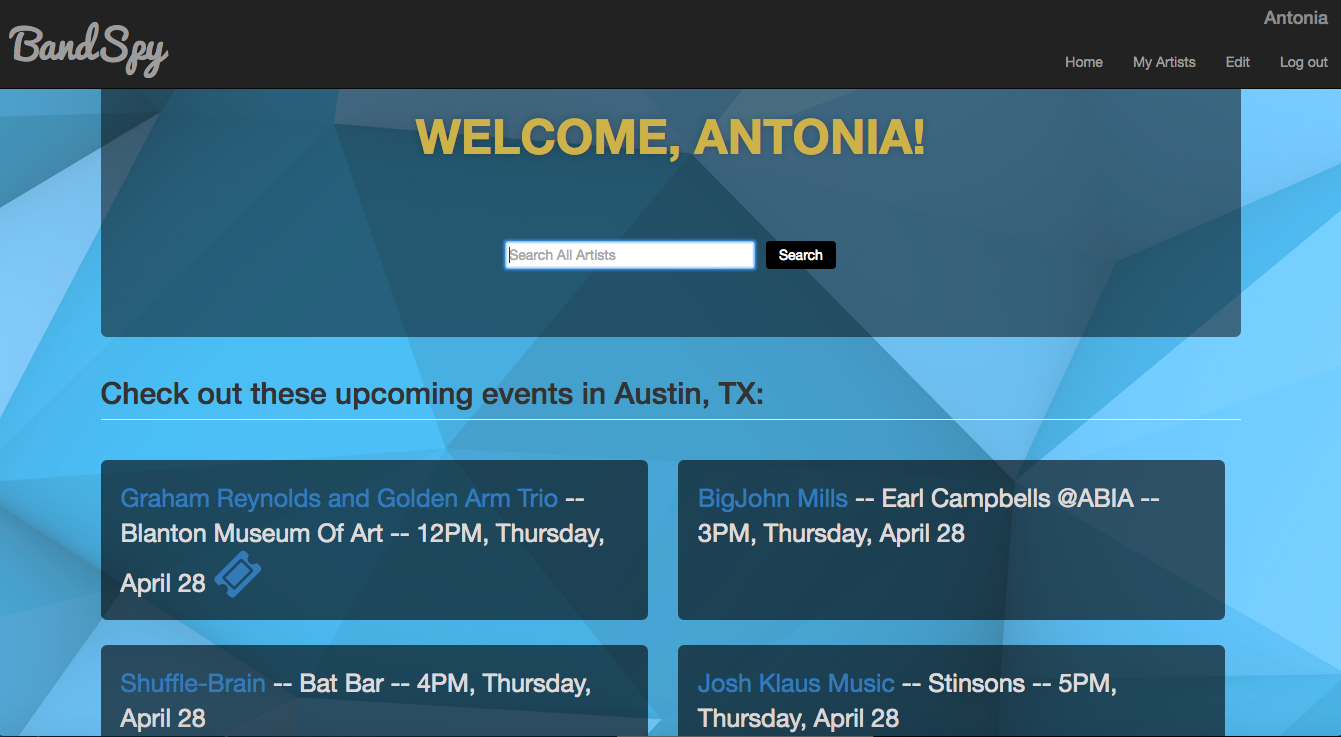 BandSpy
Antonia
Home My Artists Edit Log out
WELCOME, ANTONIA!
Search All Artists Search
Check out these upcoming events in Austin, TX:
Graham Reynolds and Golden Arm Trio --
Blanton Museum Of Art -- 12PM, Thursday,
April 28
BigJohn Mills -- Earl Campbells @ABIA --
3PM, Thursday, April 28
Shuffle-Brain -- Bat Bar -- 4PM, Thursday,
April 28
Josh Klaus Music -- Stinsons -- 5PM,
Thursday, April 28